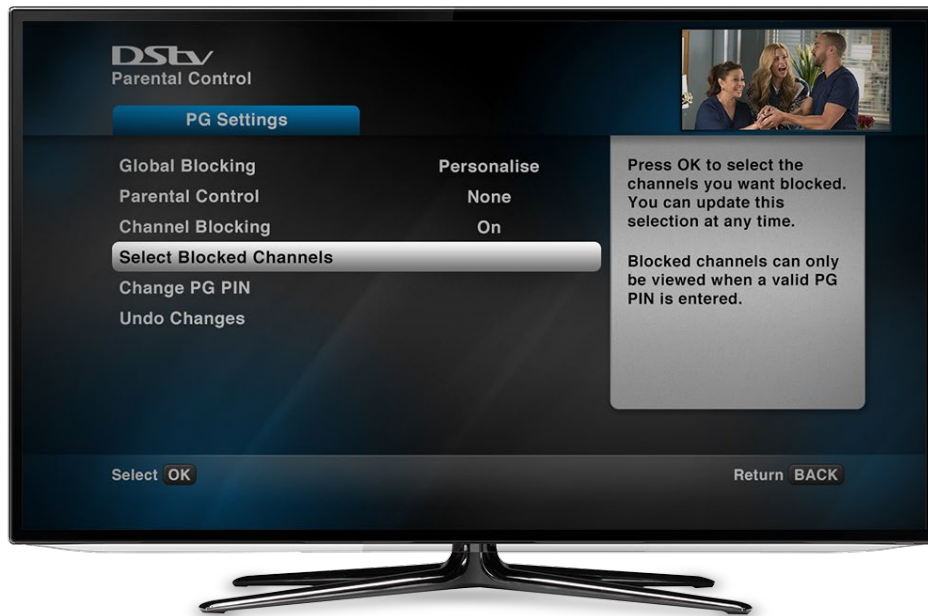 DStv
Parental Control
PG Settings
Global Blocking Personalise
Parental Control None
Channel Blocking On
Select Blocked Channels
Change PG PIN
Undo Changes
Press OK to select the
channels you want blocked.
You can update this
selection at any time.
Blocked channels can only
be viewed when a valid PG
PIN is entered.
Select OK
Return BACK